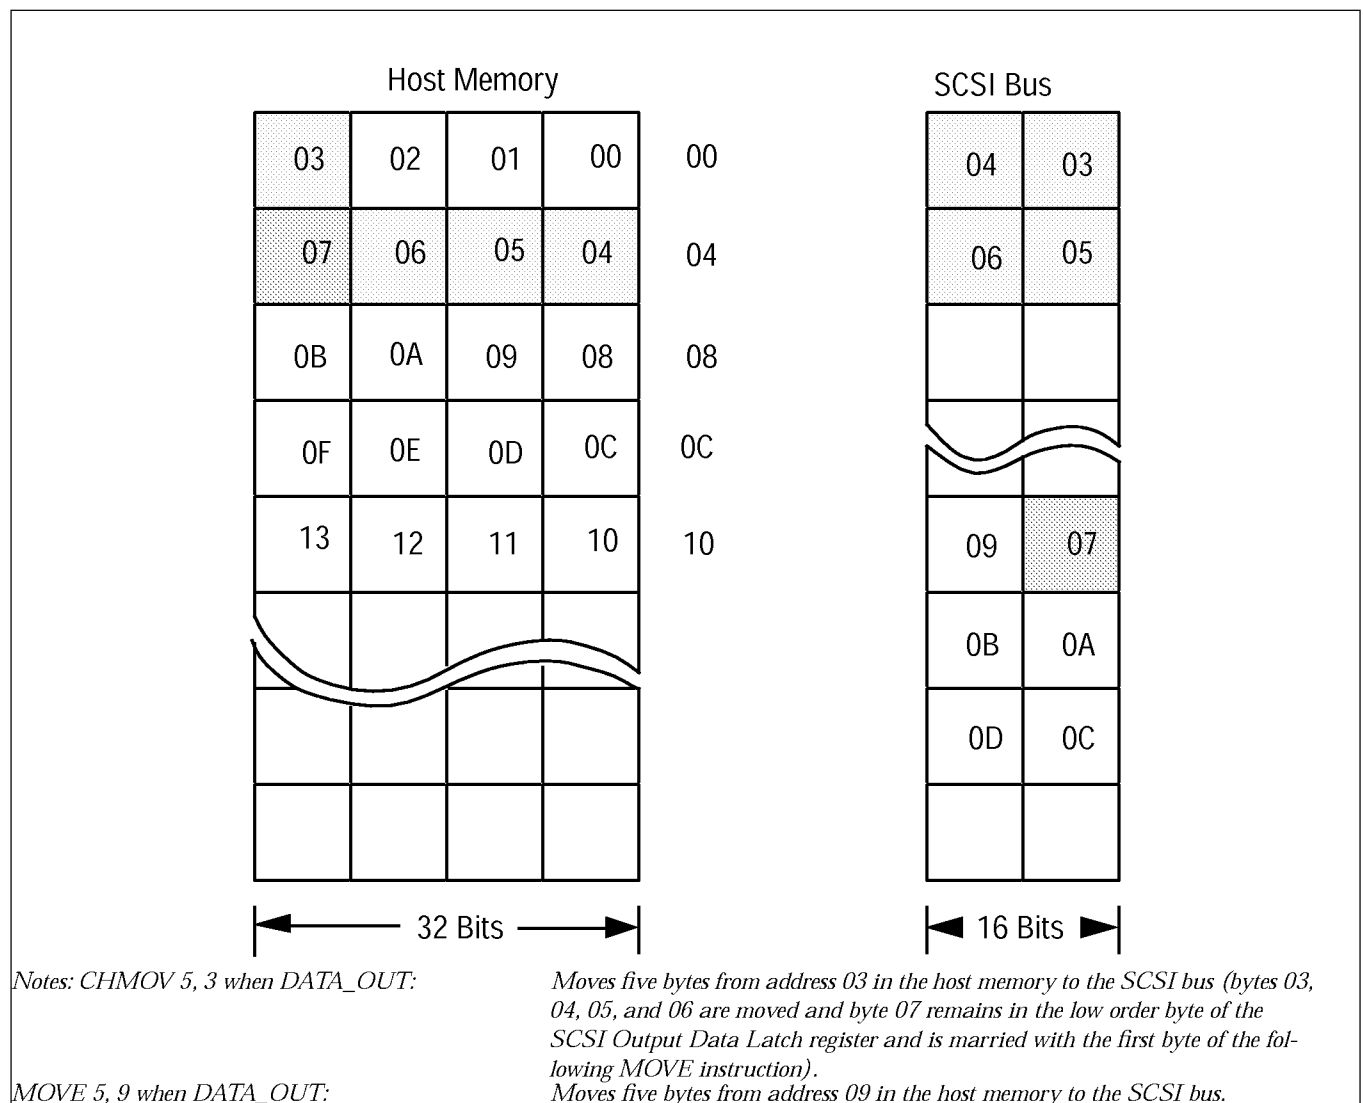 Host Memory
SCSI Bus
03 02 01 00 00
04 03
07 06 05 04 04
06 05
0B 0A 09 08 08
0F 0E 0D 0C 0C
13 12 11 10 10
09 07
0B 0A
0D 0C
32 Bits
16 Bits
Notes: CHMOV 5, 3 when DATA_OUT:
Moves five bytes from address 03 in the host memory to the SCSI bus (bytes 03,
04, 05, and 06 are moved and byte 07 remains in the low order byte of the
SCSI Output Data Latch register and is married with the first byte of the fol-
lowing MOVE instruction).
MOVE 5, 9 when DATA_OUT:
Moves five bytes from address 09 in the host memory to the SCSI bus.